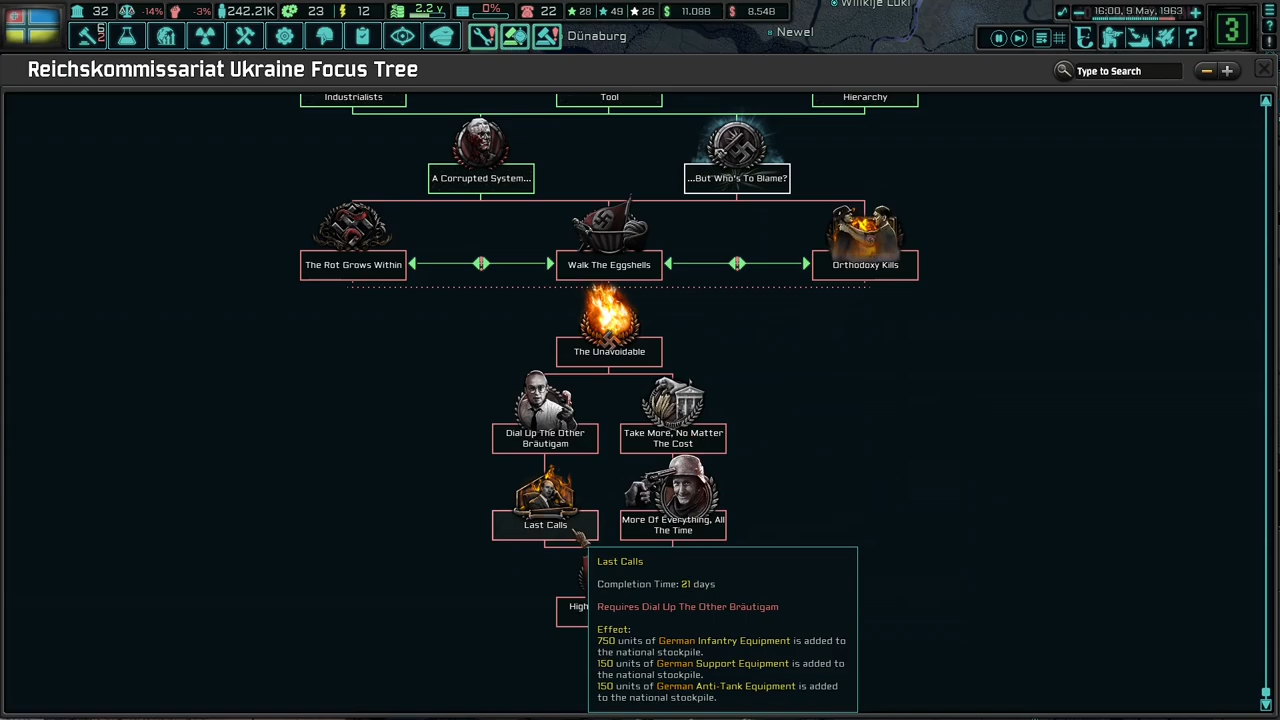 32 -14% -3% 242.21K 23 12 2.2 0% 22 28 49 26 11.08B 8.54B
Wilkije Luki
16:00, 9 May, 1963
3
Dünaburg
Newel
Reichskommissariat Ukraine Focus Tree
Type to Search
Industrialists
Tool
Hierarchy
A Corrupted System...
...But Who's To Blame?
The Rot Grows Within
Walk The Eggshells
Orthodoxy Kills
The Unavoidable
Dial Up The Other
Bräutigam
Take More, No Matter
The Cost
Last Calls
More Of Everything, All
The Time
High
Last Calls
Completion Time: 21 days
Requires Dial Up The Other Bräutigam
Effect:
750 units of German Infantry Equipment is added to
the national stockpile.
150 units of German Support Equipment is added to
the national stockpile.
150 units of German Anti-Tank Equipment is added
to the national stockpile.